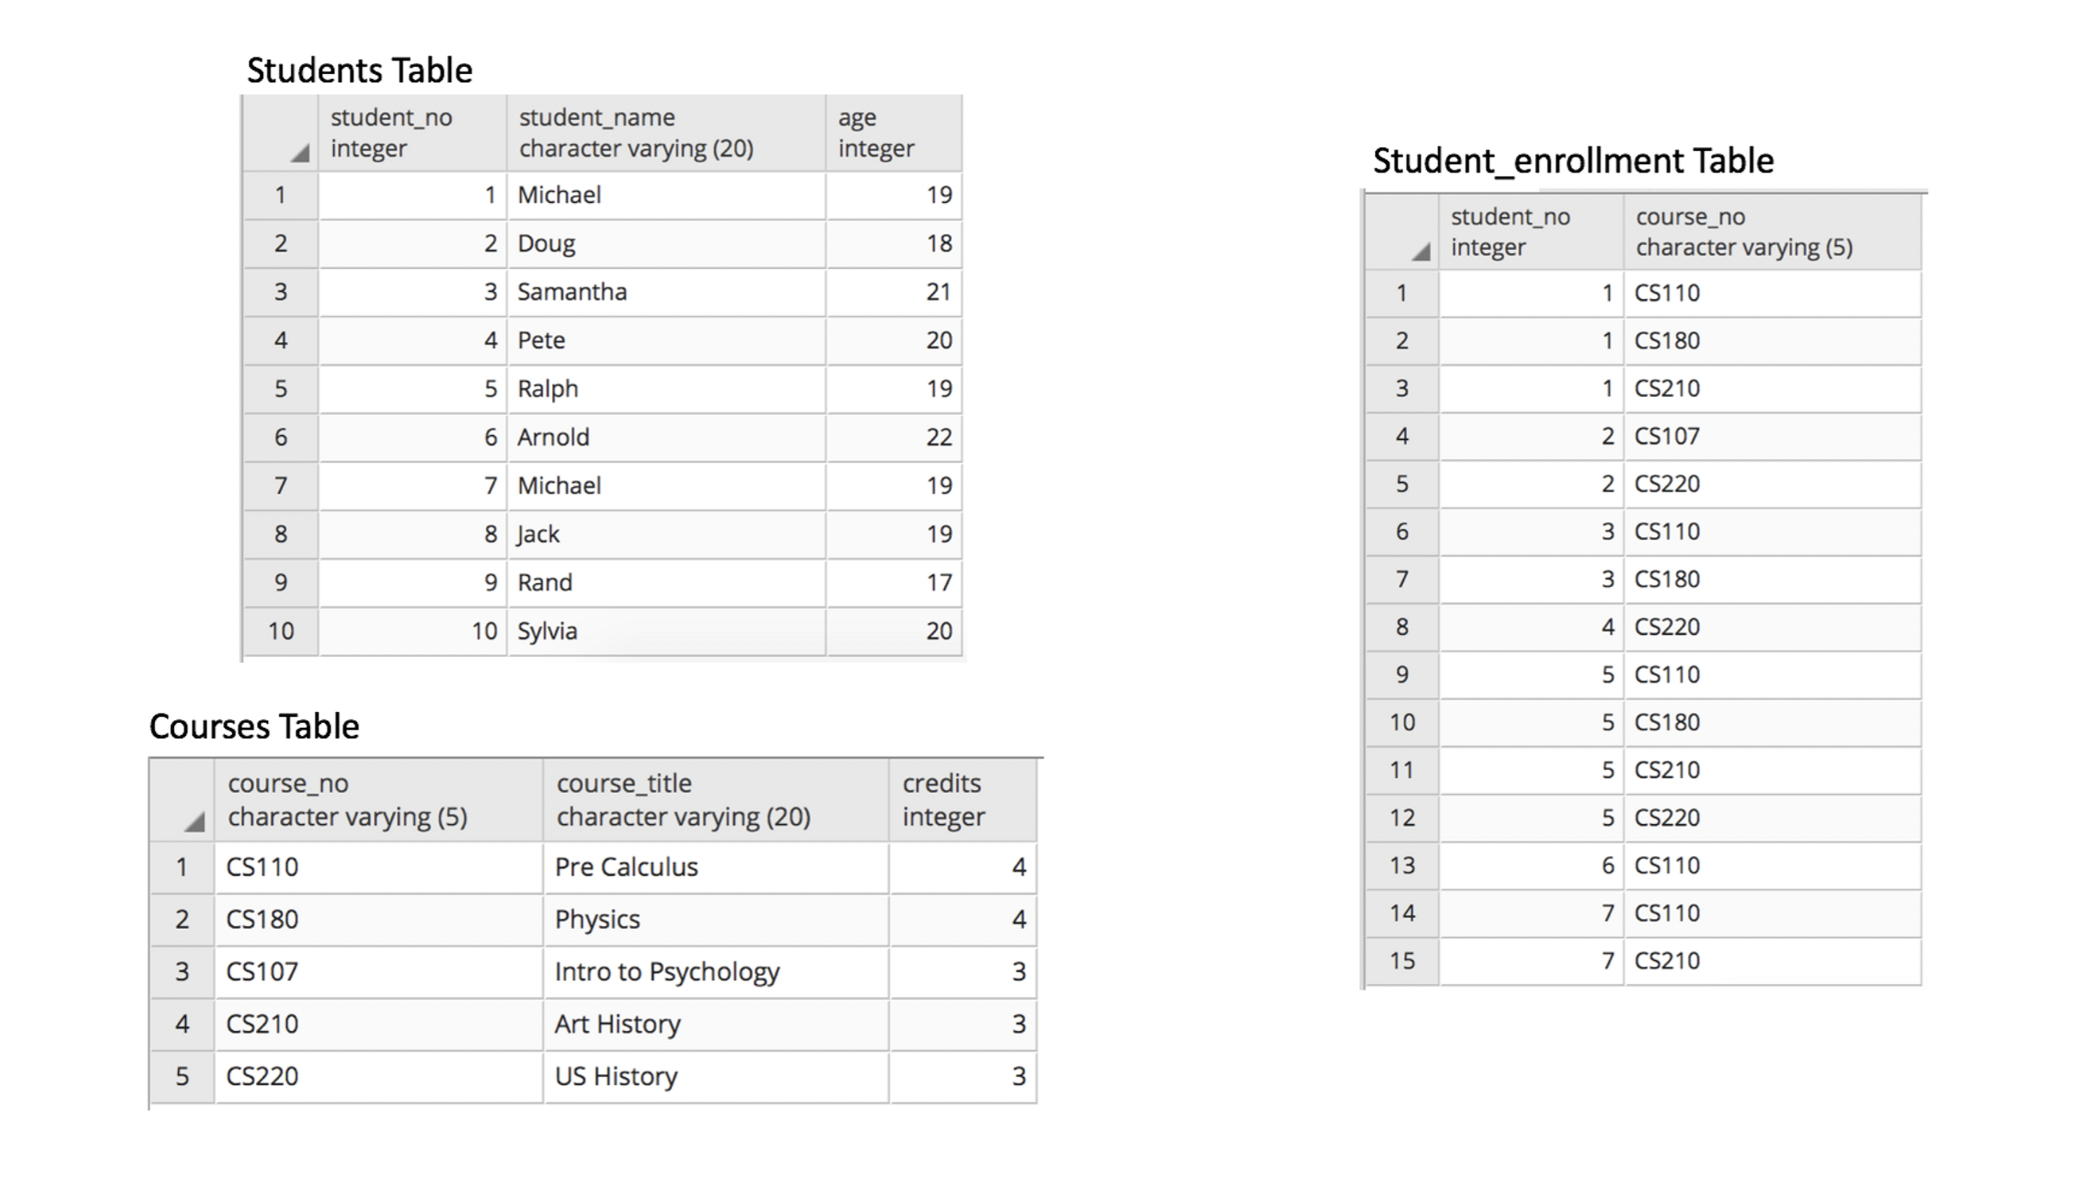 Students Table
student_no student_name age
integer character varying (20) integer
1 1 Michael 19
2 2 Doug 18
3 3 Samantha 21
4 4 Pete 20
5 5 Ralph 19
6 6 Arnold 22
7 7 Michael 19
8 8 Jack 19
9 9 Rand 17
10 10 Sylvia 20
Courses Table
course_no course_title credits
character varying (5) character varying (20) integer
1 CS110 Pre Calculus 4
2 CS180 Physics 4
3 CS107 Intro to Psychology 3
4 CS210 Art History 3
5 CS220 US History 3
Student_enrollment Table
student_no course_no
integer character varying (5)
1 1 CS110
2 1 CS180
3 1 CS210
4 2 CS107
5 2 CS220
6 3 CS110
7 3 CS180
8 4 CS220
9 5 CS110
10 5 CS180
11 5 CS210
12 5 CS220
13 6 CS110
14 7 CS110
15 7 CS210